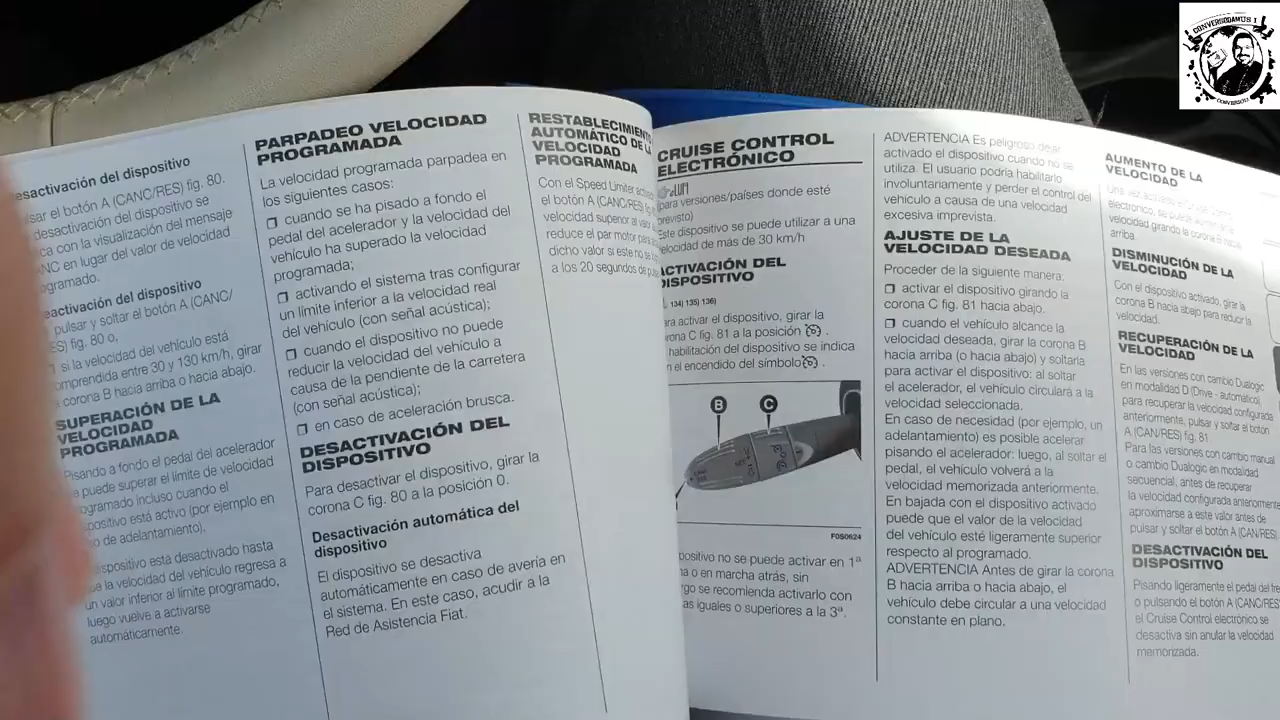 Desactivación del dispositivo
el botón A (CANC/RES) fig. 80.
desactivación del dispositivo se
con la visualización del mensaje
en lugar del valor de velocidad
pulsar y soltar el botón A (CANC/
fig. 80 o,
si la velocidad del vehículo está
comprendida entre 30 y 130 km/h, girar
corona B hacia arriba o hacia abajo.
SUPERACIÓN DE LA
VELOCIDAD
PROGRAMADA
Pisando a fondo el pedal del acelerador
puede superar el límite de velocidad
incluso cuando el
está activo (por ejemplo en
de adelantamiento).
está desactivado hasta
la velocidad del vehículo regresa a
un valor inferior al límite programado,
luego vuelve a activarse
automáticamente.
PARPADEO VELOCIDAD
PROGRAMADA
La velocidad programada parpadea en
los siguientes casos:
❒ cuando se ha pisado a fondo el
pedal del acelerador y la velocidad del
vehículo ha superado la velocidad
programada;
❒ activando el sistema tras configurar
un límite inferior a la velocidad real
del vehículo (con señal acústica);
❒ cuando el dispositivo no puede
reducir la velocidad del vehículo a
causa de la pendiente de la carretera
(con señal acústica);
❒ en caso de aceleración brusca.
DESACTIVACIÓN DEL
DISPOSITIVO
Para desactivar el dispositivo, girar la
corona C fig. 80 a la posición 0.
Desactivación automática del
dispositivo
El dispositivo se desactiva
automáticamente en caso de avería en
el sistema. En este caso, acudir a la
Red de Asistencia Fiat.
RESTABLECIMIENTO
AUTOMÁTICO DE LA
VELOCIDAD
PROGRAMADA
Con el Speed Limiter
el botón A (CANC/RES)
velocidad superior al
reduce el par motor
dicho valor si este no se
a los 20 segundos de
CRUISE CONTROL
ELECTRÓNICO
(para versiones/países donde esté
previsto)
Este dispositivo se puede utilizar a una
velocidad de más de 30 km/h
ACTIVACIÓN DEL
DISPOSITIVO
134) 135) 136)
Para activar el dispositivo, girar la
corona C fig. 81 a la posición .
habilitación del dispositivo se indica
el encendido del símbolo .
B C
F0S0624
no se puede activar en 1ª
o en marcha atrás, sin
se recomienda activarlo con
iguales o superiores a la 3ª.
ADVERTENCIA Es peligroso dejar
activado el dispositivo cuando no se
utiliza. El usuario podría habilitarlo
involuntariamente y perder el control del
vehículo a causa de una velocidad
excesiva imprevista.
AJUSTE DE LA
VELOCIDAD DESEADA
Proceder de la siguiente manera:
❒ activar el dispositivo girando la
corona C fig. 81 hacia abajo.
❒ cuando el vehículo alcance la
velocidad deseada, girar la corona B
hacia arriba (o hacia abajo) y soltarla
para activar el dispositivo: al soltar
el acelerador, el vehículo circulará a la
velocidad seleccionada.
En caso de necesidad (por ejemplo, un
adelantamiento) es posible acelerar
pisando el acelerador: luego, al soltar el
pedal, el vehículo volverá a la
velocidad memorizada anteriormente.
En bajada con el dispositivo activado
puede que el valor de la velocidad
del vehículo esté ligeramente superior
respecto al programado.
ADVERTENCIA Antes de girar la corona
B hacia arriba o hacia abajo, el
vehículo debe circular a una velocidad
constante en plano.
AUMENTO DE LA
VELOCIDAD
Una vez activado el Cruise Control
electrónico, se puede aumentar la
velocidad girando la corona B hacia
arriba.
DISMINUCIÓN DE LA
VELOCIDAD
Con el dispositivo activado, girar la
corona B hacia abajo para reducir la
velocidad.
RECUPERACIÓN DE LA
VELOCIDAD
En las versiones con cambio Dualogic
en modalidad D (Drive - automático),
para recuperar la velocidad configurada
anteriormente, pulsar y soltar el botón
A (CANC/RES) fig. 81.
Para las versiones con cambio manual
o cambio Dualogic en modalidad
secuencial, antes de recuperar
la velocidad configurada anteriormente
aproximarse a este valor antes de
pulsar y soltar el botón A (CANC/RES).
DESACTIVACIÓN DEL
DISPOSITIVO
Pisando ligeramente el pedal del
o pulsando el botón A (CANC/RES)
el Cruise Control electrónico se
desactiva sin anular la velocidad
memorizada.